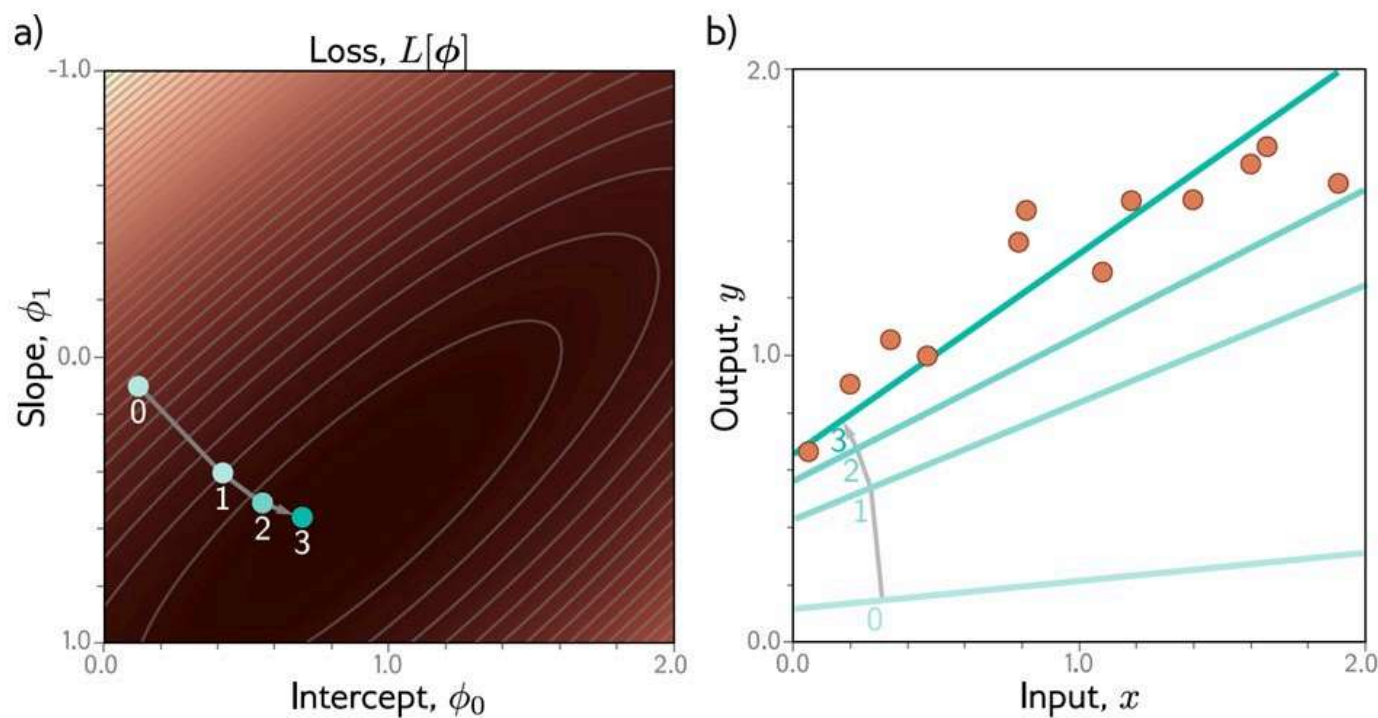 a)
Loss, L[ϕ]
-1.0
0.0
1.0
Slope, ϕ₁
0
1
2
3
0.0
1.0
2.0
Intercept, ϕ₀
b)
2.0
1.0
0.0
Output, y
3
2
1
0
0.0
1.0
2.0
Input, x